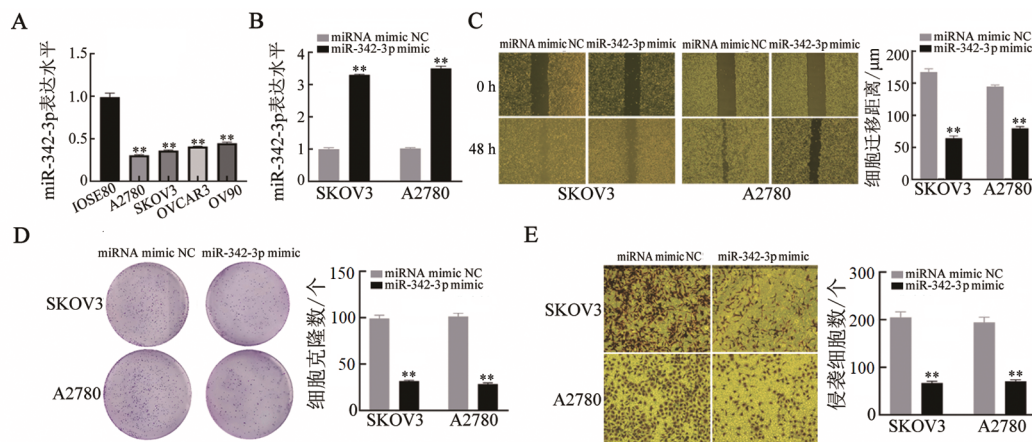 A
miR-342-3p表达水平
1.5
1.0
0.5
0
IOSE80
A2780
SKOV3
OVCAR3
OV90
**
**
**
**
B
miRNA mimic NC
miR-342-3p mimic
miR-342-3p表达水平
4
3
2
1
0
**
**
SKOV3
A2780
C
miRNA mimic NC
miR-342-3p mimic
miRNA mimic NC
miR-342-3p mimic
0 h
48 h
SKOV3
A2780
miRNA mimic NC
miR-342-3p mimic
细胞迁移距离/μm
200
150
100
50
0
**
**
SKOV3
A2780
D
miRNA mimic NC
miR-342-3p mimic
SKOV3
A2780
miRNA mimic NC
miR-342-3p mimic
细胞克隆数/个
150
100
50
0
**
**
SKOV3
A2780
E
miRNA mimic NC
miR-342-3p mimic
SKOV3
A2780
miRNA mimic NC
miR-342-3p mimic
侵袭细胞数/个
300
200
100
0
**
**
SKOV3
A2780